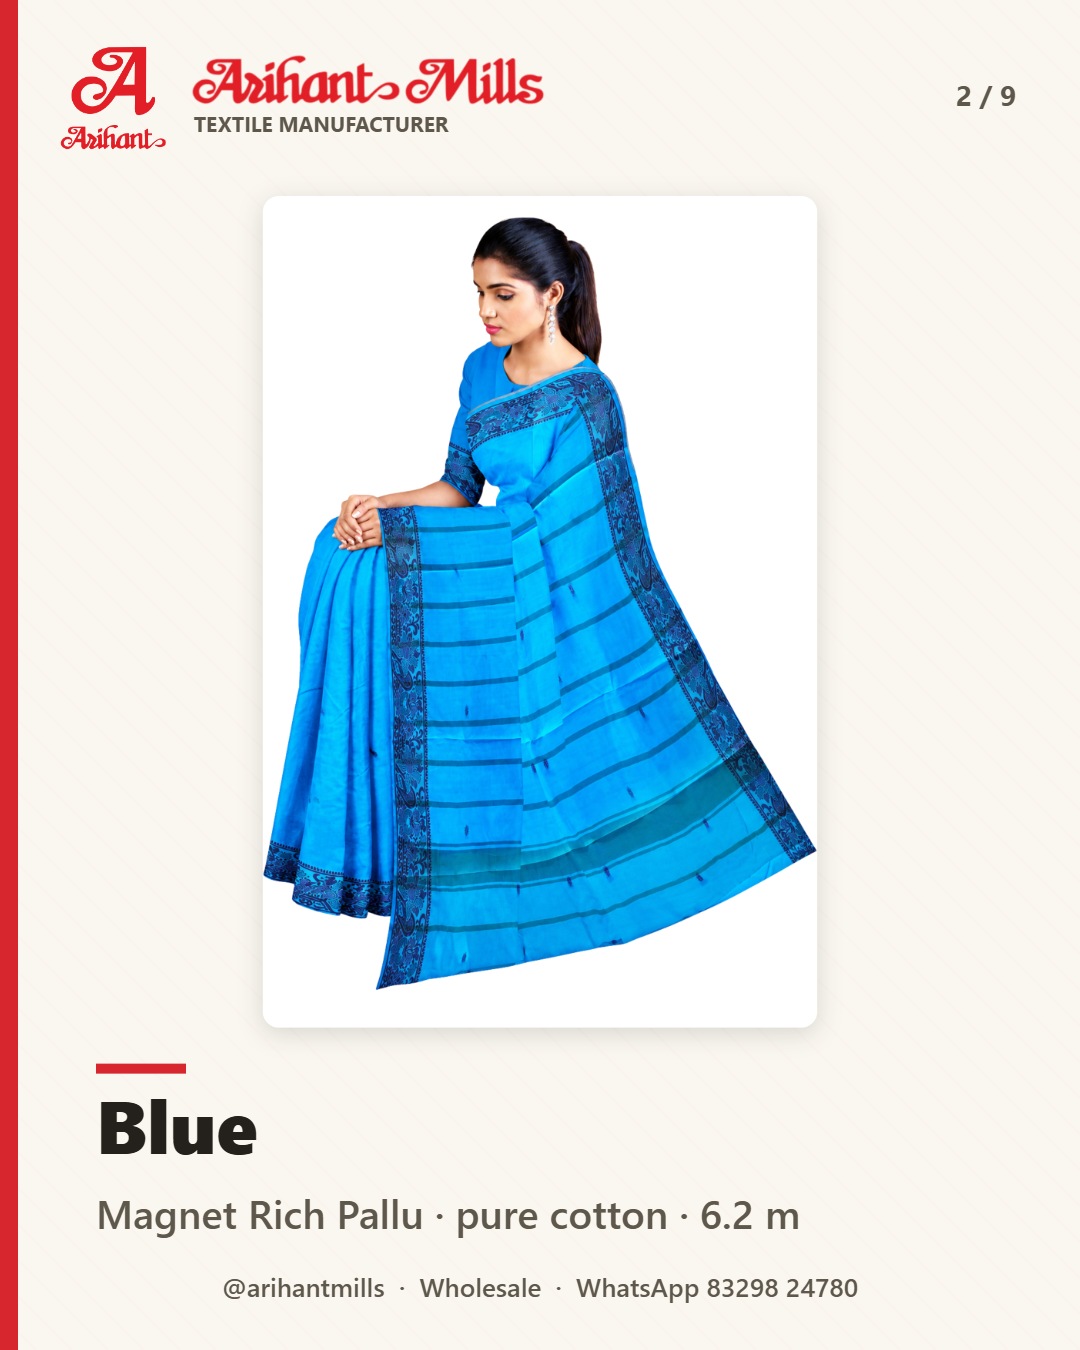 A
Arihant
Arihant Mills
TEXTILE MANUFACTURER
2 / 9
Blue
Magnet Rich Pallu · pure cotton · 6.2 m
@arihantmills · Wholesale · WhatsApp 83298 24780